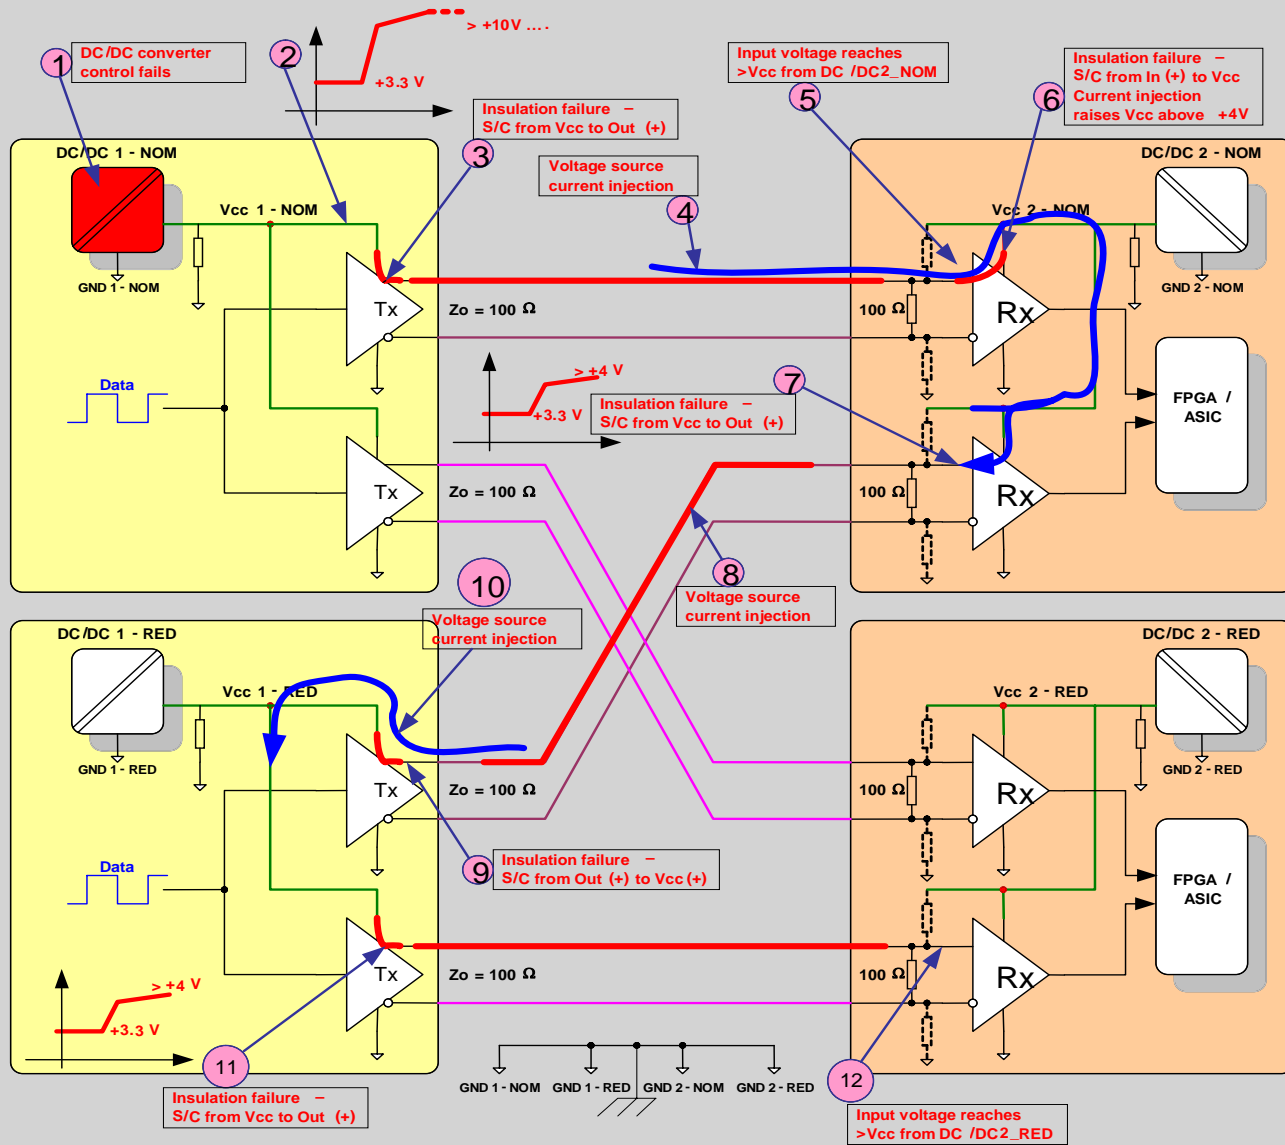 > +10V ....
+3.3 V
1
DC/DC converter
control fails
2
Insulation failure –
S/C from Vcc to Out (+)
3
Voltage source
current injection
4
Input voltage reaches
>Vcc from DC /DC2_NOM
5
Insulation failure –
S/C from In (+) to Vcc
Current injection
raises Vcc above +4V
6
DC/DC 1 - NOM
Vcc 1 - NOM
GND 1 - NOM
Tx
Zo = 100 Ω
Data
Tx
Zo = 100 Ω
> +4 V
+3.3 V
Insulation failure –
S/C from Vcc to Out (+)
7
DC/DC 2 - NOM
Vcc 2 - NOM
GND 2 - NOM
100 Ω
Rx
FPGA /
ASIC
100 Ω
Rx
8
Voltage source
current injection
10
Voltage source
current injection
DC/DC 1 - RED
Vcc 1 - RED
GND 1 - RED
Tx
Zo = 100 Ω
9
Insulation failure –
S/C from Out (+) to Vcc (+)
Data
Tx
Zo = 100 Ω
> +4 V
+3.3 V
11
Insulation failure –
S/C from Vcc to Out (+)
DC/DC 2 - RED
Vcc 2 - RED
GND 2 - RED
100 Ω
Rx
FPGA /
ASIC
100 Ω
Rx
GND 1 - NOM GND 1 - RED GND 2 - NOM GND 2 - RED
12
Input voltage reaches
>Vcc from DC /DC2_RED